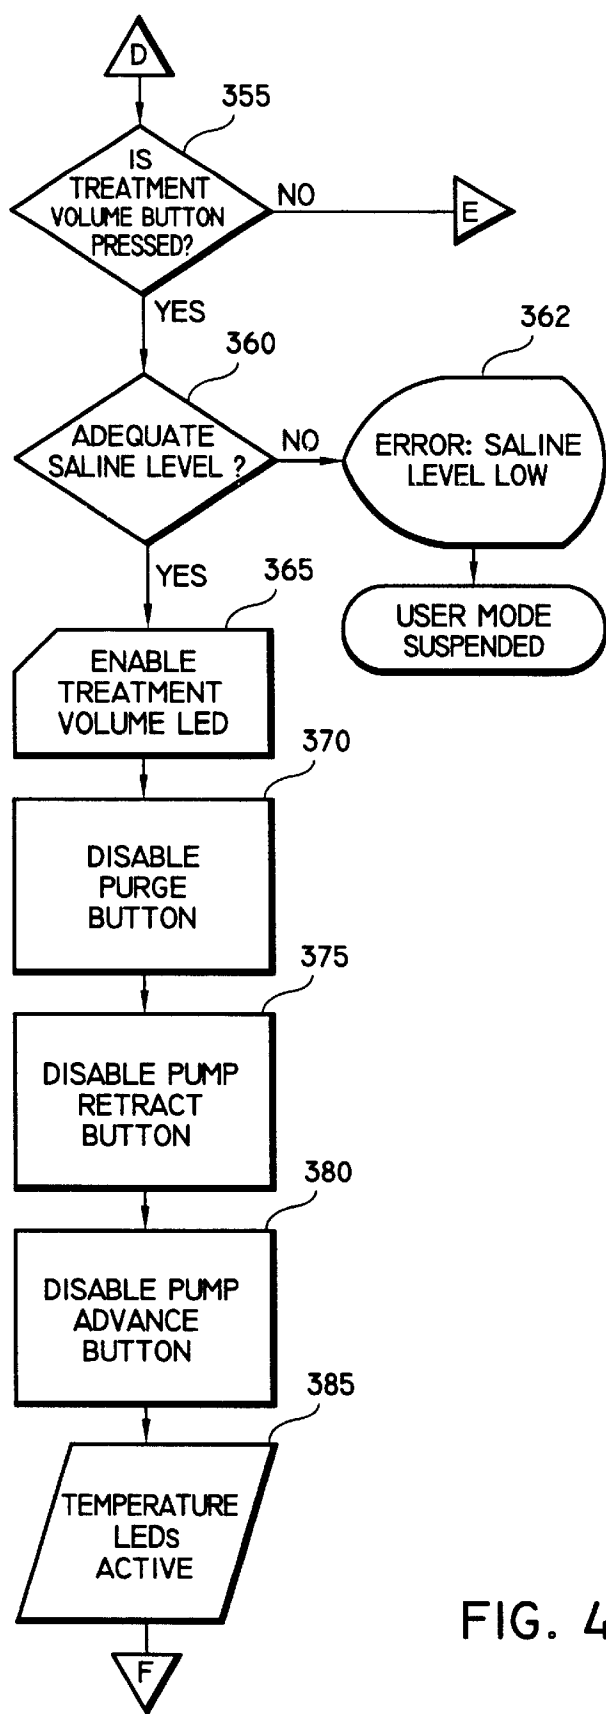 D
355
IS
TREATMENT
VOLUME BUTTON
PRESSED?
NO
E
YES
360
362
ADEQUATE
SALINE LEVEL ?
NO
ERROR: SALINE
LEVEL LOW
YES
365
USER MODE
SUSPENDED
ENABLE
TREATMENT
VOLUME LED
370
DISABLE
PURGE
BUTTON
375
DISABLE PUMP
RETRACT
BUTTON
380
DISABLE PUMP
ADVANCE
BUTTON
385
TEMPERATURE
LEDs
ACTIVE
F
FIG. 4